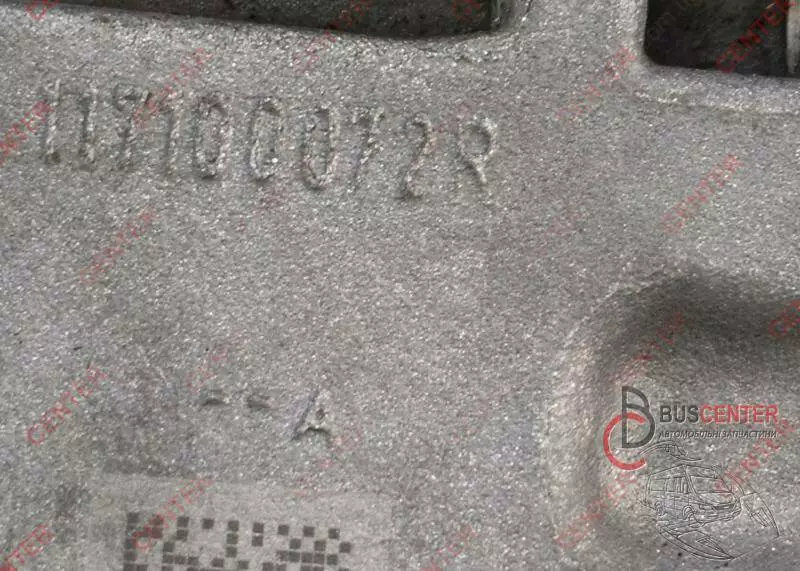 117100072R
--A
BUSCENTER
АВТОМОБІЛЬНІ ЗАПЧАСТИНИ